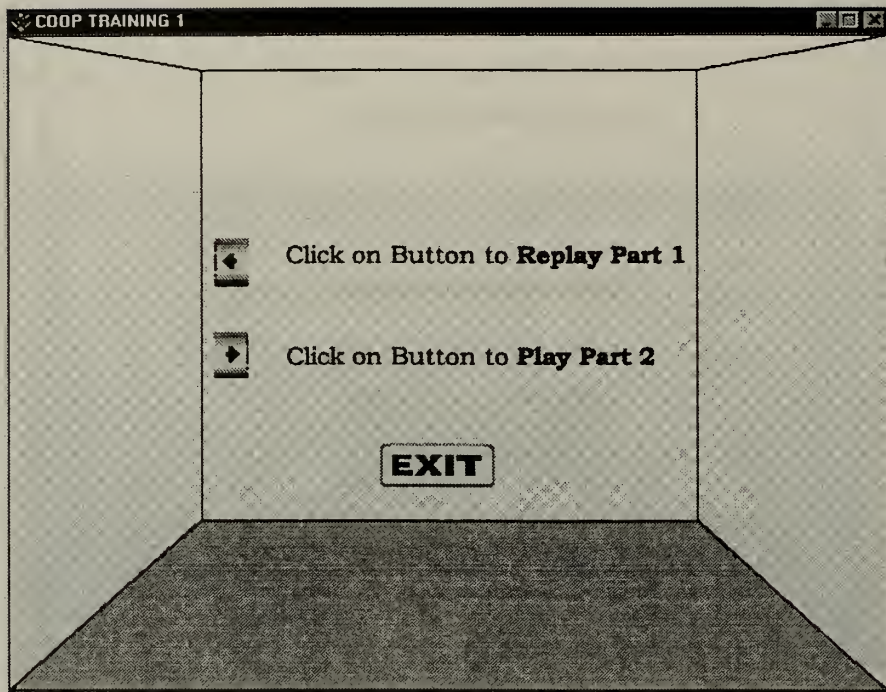 COOP TRAINING 1
Click on Button to Replay Part 1
Click on Button to Play Part 2
EXIT